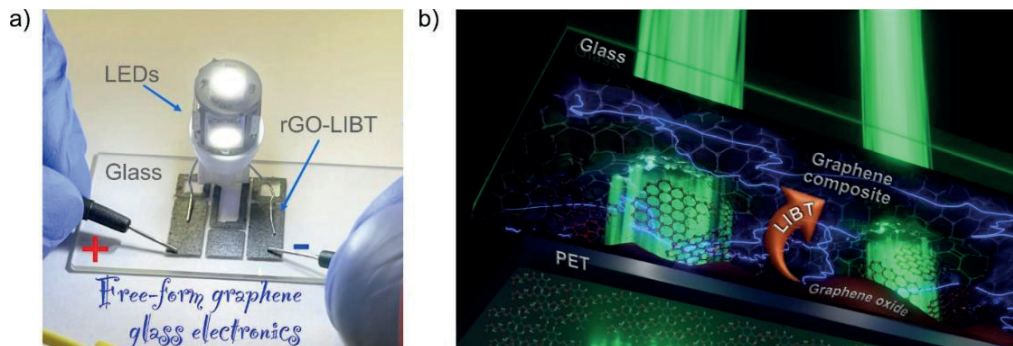 a)
LEDs
rGO-LIBT
Glass
+
-
Free-form graphene
glass electronics
b)
Glass
Graphene
composite
LIBT
PET
Graphene oxide